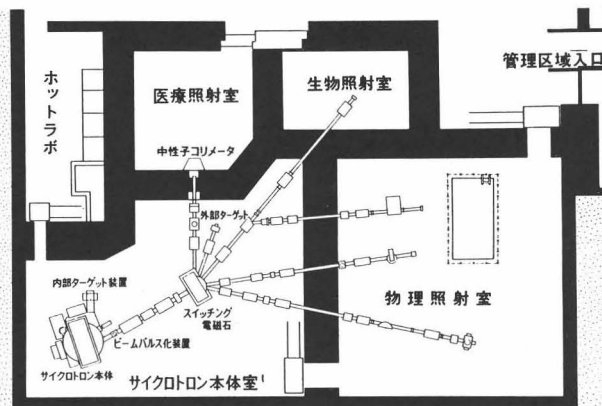 ホットラボ
医療照射室
生物照射室
管理区域入口
中性子コリメータ
外部ターゲット
内部ターゲット装置
スイッチング
電磁石
物理照射室
ビームパルス化装置
サイクロトロン本体
サイクロトロン本体室